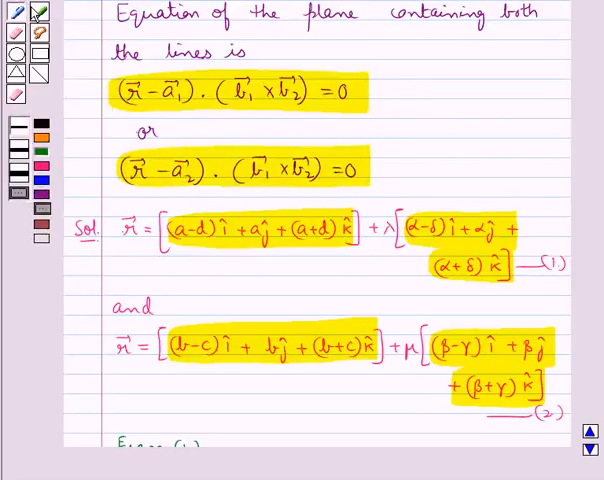 Equation of the plane containing both
the lines is
(r⃗ − a⃗₁) . (b⃗₁ × b⃗₂) = 0
or
(r⃗ − a⃗₂) . (b⃗₁ × b⃗₂) = 0
Sol. r⃗ = [(a-d) î + aĵ + (a+d) k̂] + λ[(α-δ) î + αĵ +
(α+δ) k̂] —(1)
and
r⃗ = [(b-c) î + bĵ + (b+c) k̂] + μ[(β-γ) î + βĵ
+ (β+γ) k̂]
—(2)